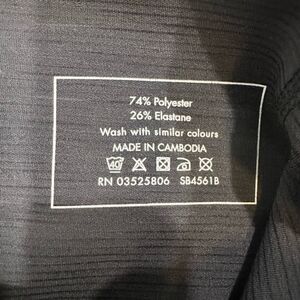 74% Polyester
26% Elastane
Wash with similar colours
MADE IN CAMBODIA
40
RN 03525806 SB4561B